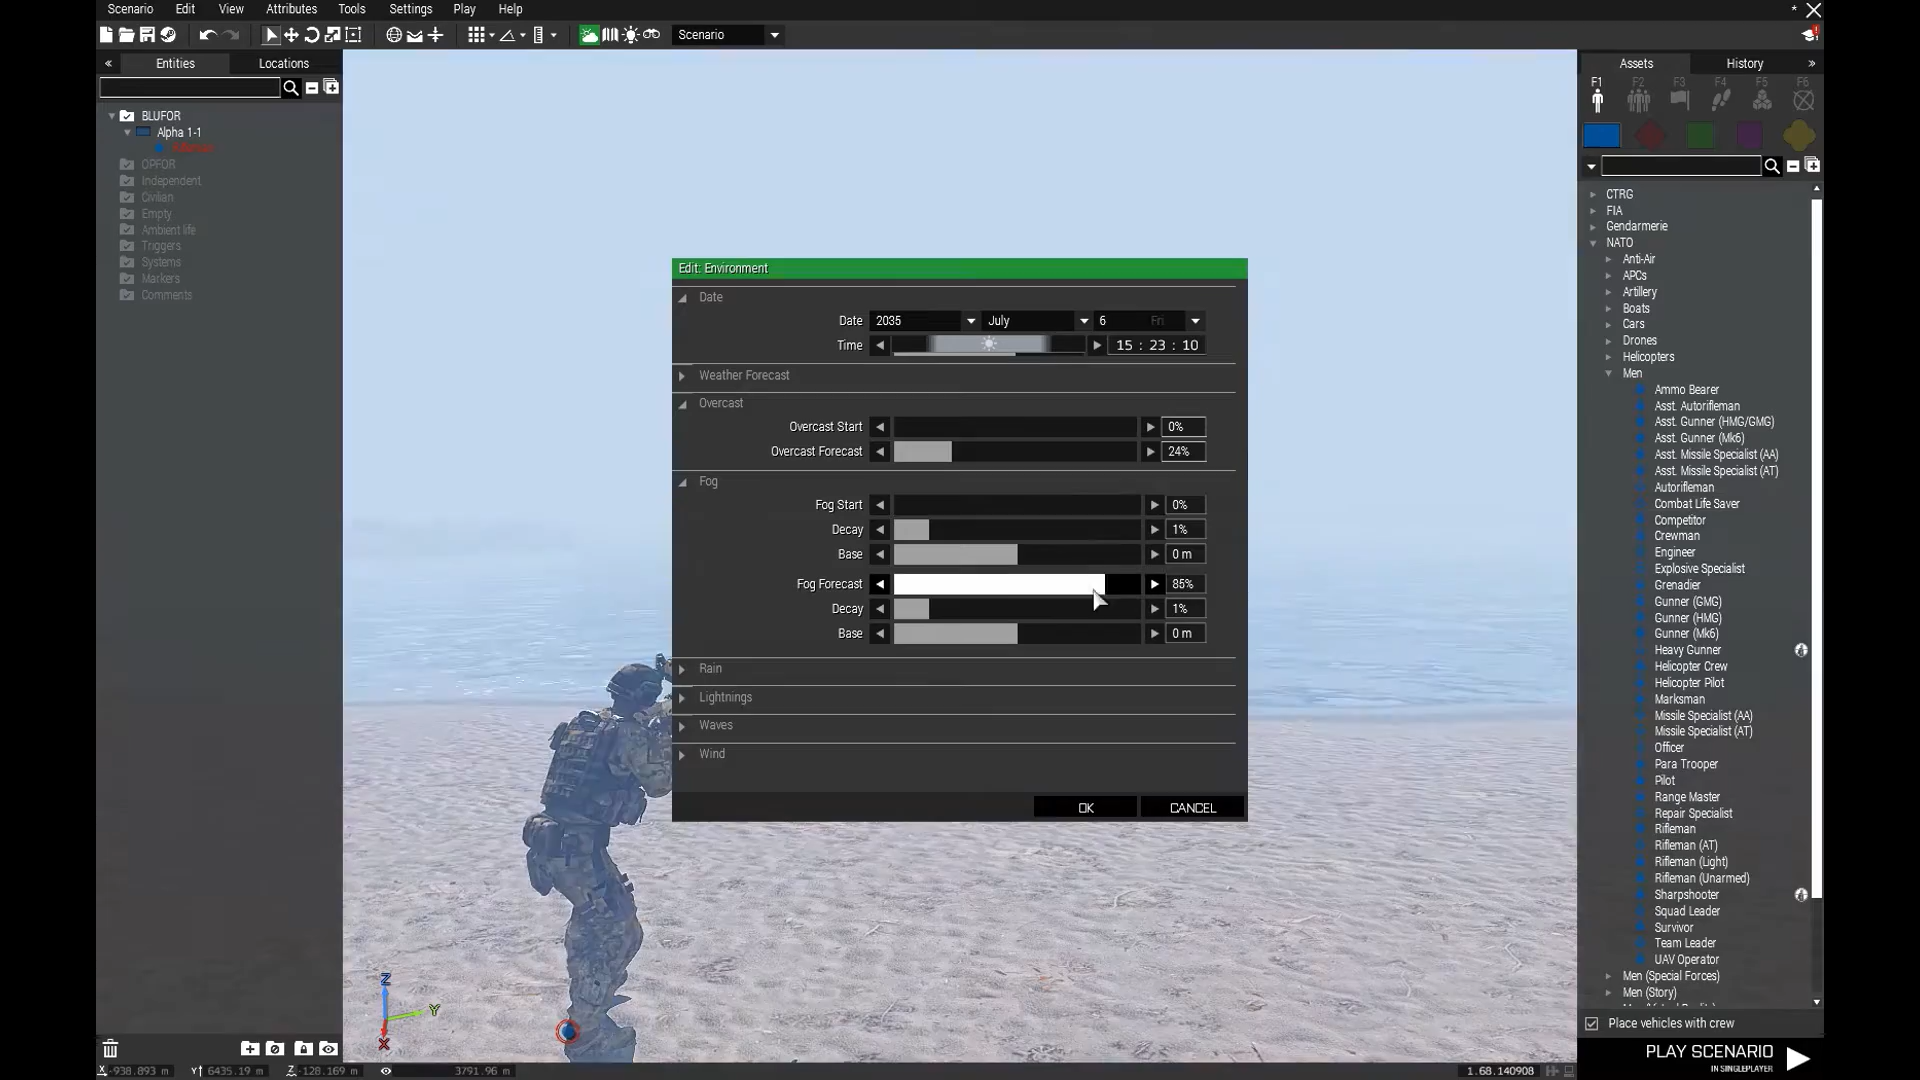 Scenario Edit View Attributes Tools Settings Play Help
Scenario
Entities Locations
BLUFOR
Alpha 1-1
OPFOR
Independent
Civilian
Empty
Ambient life
Triggers
Systems
Markers
Comments
Edit: Environment
Date
Date 2035 July 6 Fri
Time 15 : 23 : 10
Weather Forecast
Overcast
Overcast Start 0%
Overcast Forecast 24%
Fog
Fog Start 0%
Decay 1%
Base 0 m
Fog Forecast 85%
Decay 1%
Base 0 m
Rain
Lightnings
Waves
Wind
OK CANCEL
Assets History
F1 F2 F3 F4 F5 F6
CTRG
FIA
Gendarmerie
NATO
Anti-Air
APCs
Artillery
Boats
Cars
Drones
Helicopters
Men
Ammo Bearer
Asst. Autorifleman
Asst. Gunner (HMG/GMG)
Asst. Gunner (Mk6)
Asst. Missile Specialist (AA)
Asst. Missile Specialist (AT)
Autorifleman
Combat Life Saver
Competitor
Crewman
Engineer
Explosive Specialist
Grenadier
Gunner (GMG)
Gunner (HMG)
Gunner (Mk6)
Heavy Gunner
Helicopter Crew
Helicopter Pilot
Marksman
Missile Specialist (AA)
Missile Specialist (AT)
Officer
Para Trooper
Pilot
Range Master
Repair Specialist
Rifleman
Rifleman (AT)
Rifleman (Light)
Rifleman (Unarmed)
Sharpshooter
Squad Leader
Survivor
Team Leader
UAV Operator
Men (Special Forces)
Men (Story)
Place vehicles with crew
PLAY SCENARIO
IN SINGLEPLAYER
Z
Y
X
X -938.893 m Y 6435.19 m Z -128.169 m 3791.96 m 1.68.140908